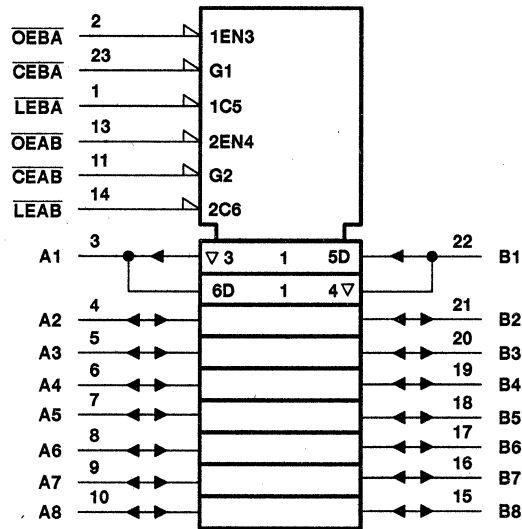 OEBA 2 1EN3
CEBA 23 G1
LEBA 1 1C5
OEAB 13 2EN4
CEAB 11 G2
LEAB 14 2C6
A1 3 ▽ 3 1 5D 22 B1
6D 1 4 ▽
A2 4 21 B2
A3 5 20 B3
A4 6 19 B4
A5 7 18 B5
A6 8 17 B6
A7 9 16 B7
A8 10 15 B8